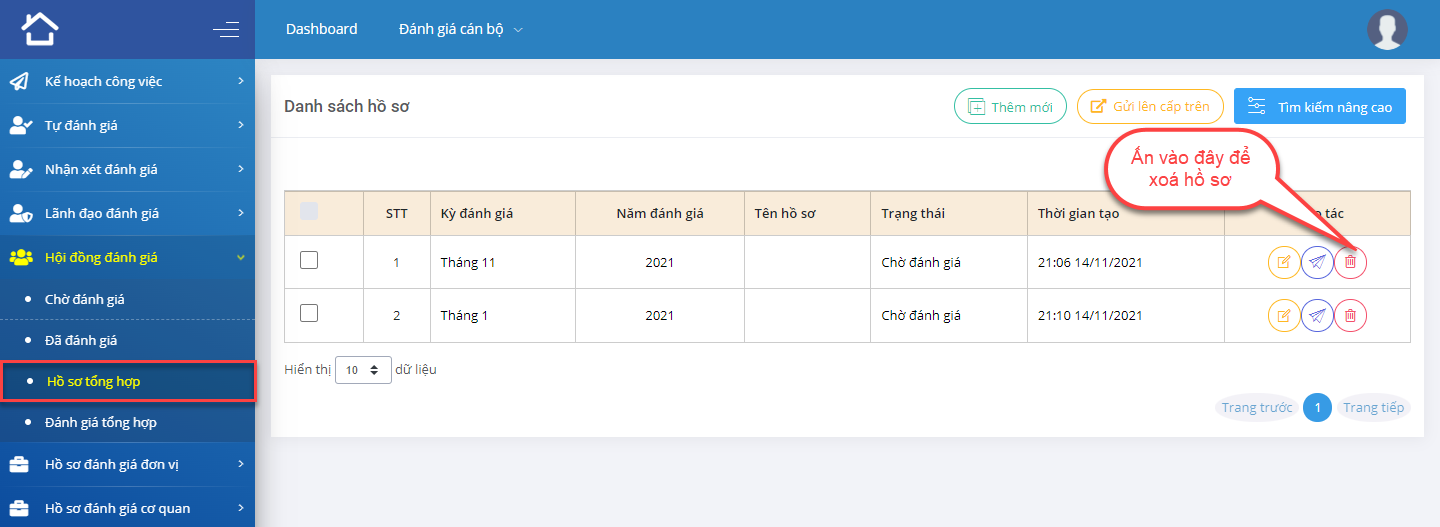 Dashboard
Đánh giá cán bộ
Kế hoạch công việc
Tự đánh giá
Nhận xét đánh giá
Lãnh đạo đánh giá
Hội đồng đánh giá
Chờ đánh giá
Đã đánh giá
Hồ sơ tổng hợp
Đánh giá tổng hợp
Hồ sơ đánh giá đơn vị
Hồ sơ đánh giá cơ quan
Danh sách hồ sơ
Thêm mới
Gửi lên cấp trên
Tìm kiếm nâng cao
Ấn vào đây để
xoá hồ sơ
STT Kỳ đánh giá Năm đánh giá Tên hồ sơ Trạng thái Thời gian tạo tác
1 Tháng 11 2021 Chờ đánh giá 21:06 14/11/2021
2 Tháng 1 2021 Chờ đánh giá 21:10 14/11/2021
Hiển thị 10 dữ liệu
Trang trước 1 Trang tiếp